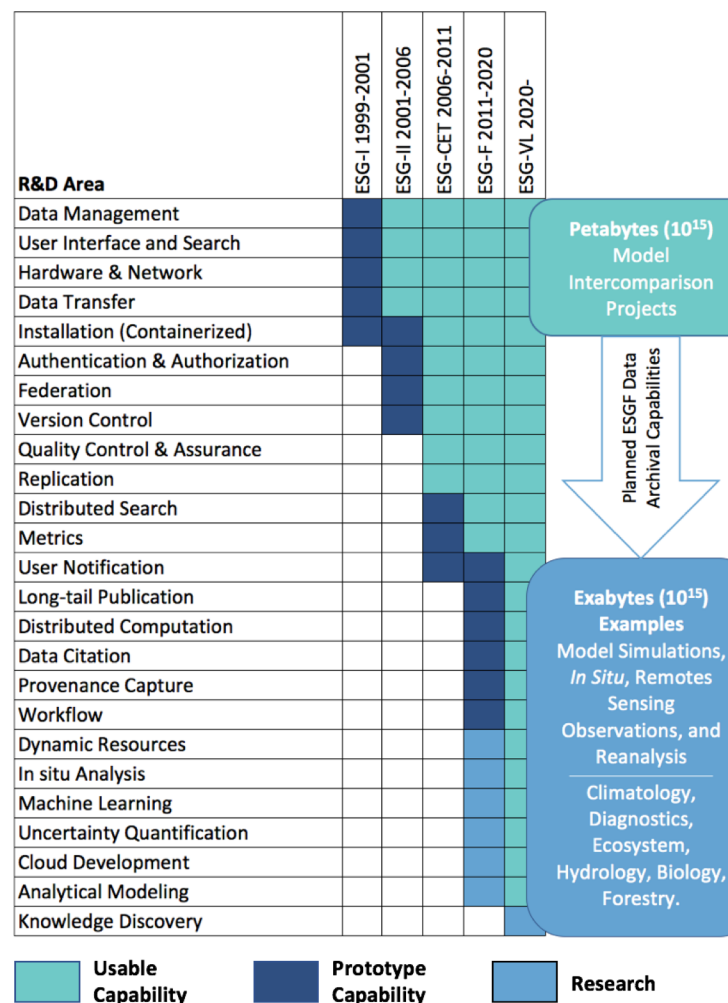 R&D Area
ESG-I 1999-2001
ESG-II 2001-2006
ESG-CET 2006-2011
ESG-F 2011-2020
ESG-VL 2020-
Data Management
User Interface and Search
Hardware & Network
Data Transfer
Installation (Containerized)
Authentication & Authorization
Federation
Version Control
Quality Control & Assurance
Replication
Distributed Search
Metrics
User Notification
Long-tail Publication
Distributed Computation
Data Citation
Provenance Capture
Workflow
Dynamic Resources
In situ Analysis
Machine Learning
Uncertainty Quantification
Cloud Development
Analytical Modeling
Knowledge Discovery
Petabytes (10¹⁵)
Model
Intercomparison
Projects
Planned ESGF Data
Archival Capabilities
Exabytes (10¹⁵)
Examples
Model Simulations,
In Situ, Remotes
Sensing
Observations, and
Reanalysis
Climatology,
Diagnostics,
Ecosystem,
Hydrology, Biology,
Forestry.
Usable
Capability
Prototype
Capability
Research